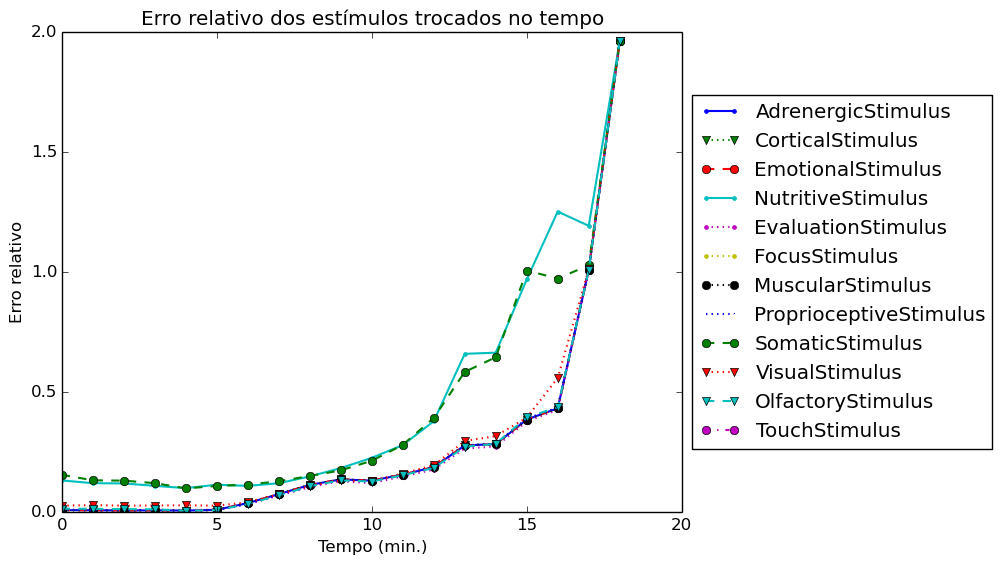 Erro relativo dos estímulos trocados no tempo
2.0
1.5
1.0
0.5
0.0
0
5
10
15
20
Erro relativo
Tempo (min.)
AdrenergicStimulus
CorticalStimulus
EmotionalStimulus
NutritiveStimulus
EvaluationStimulus
FocusStimulus
MuscularStimulus
ProprioceptiveStimulus
SomaticStimulus
VisualStimulus
OlfactoryStimulus
TouchStimulus